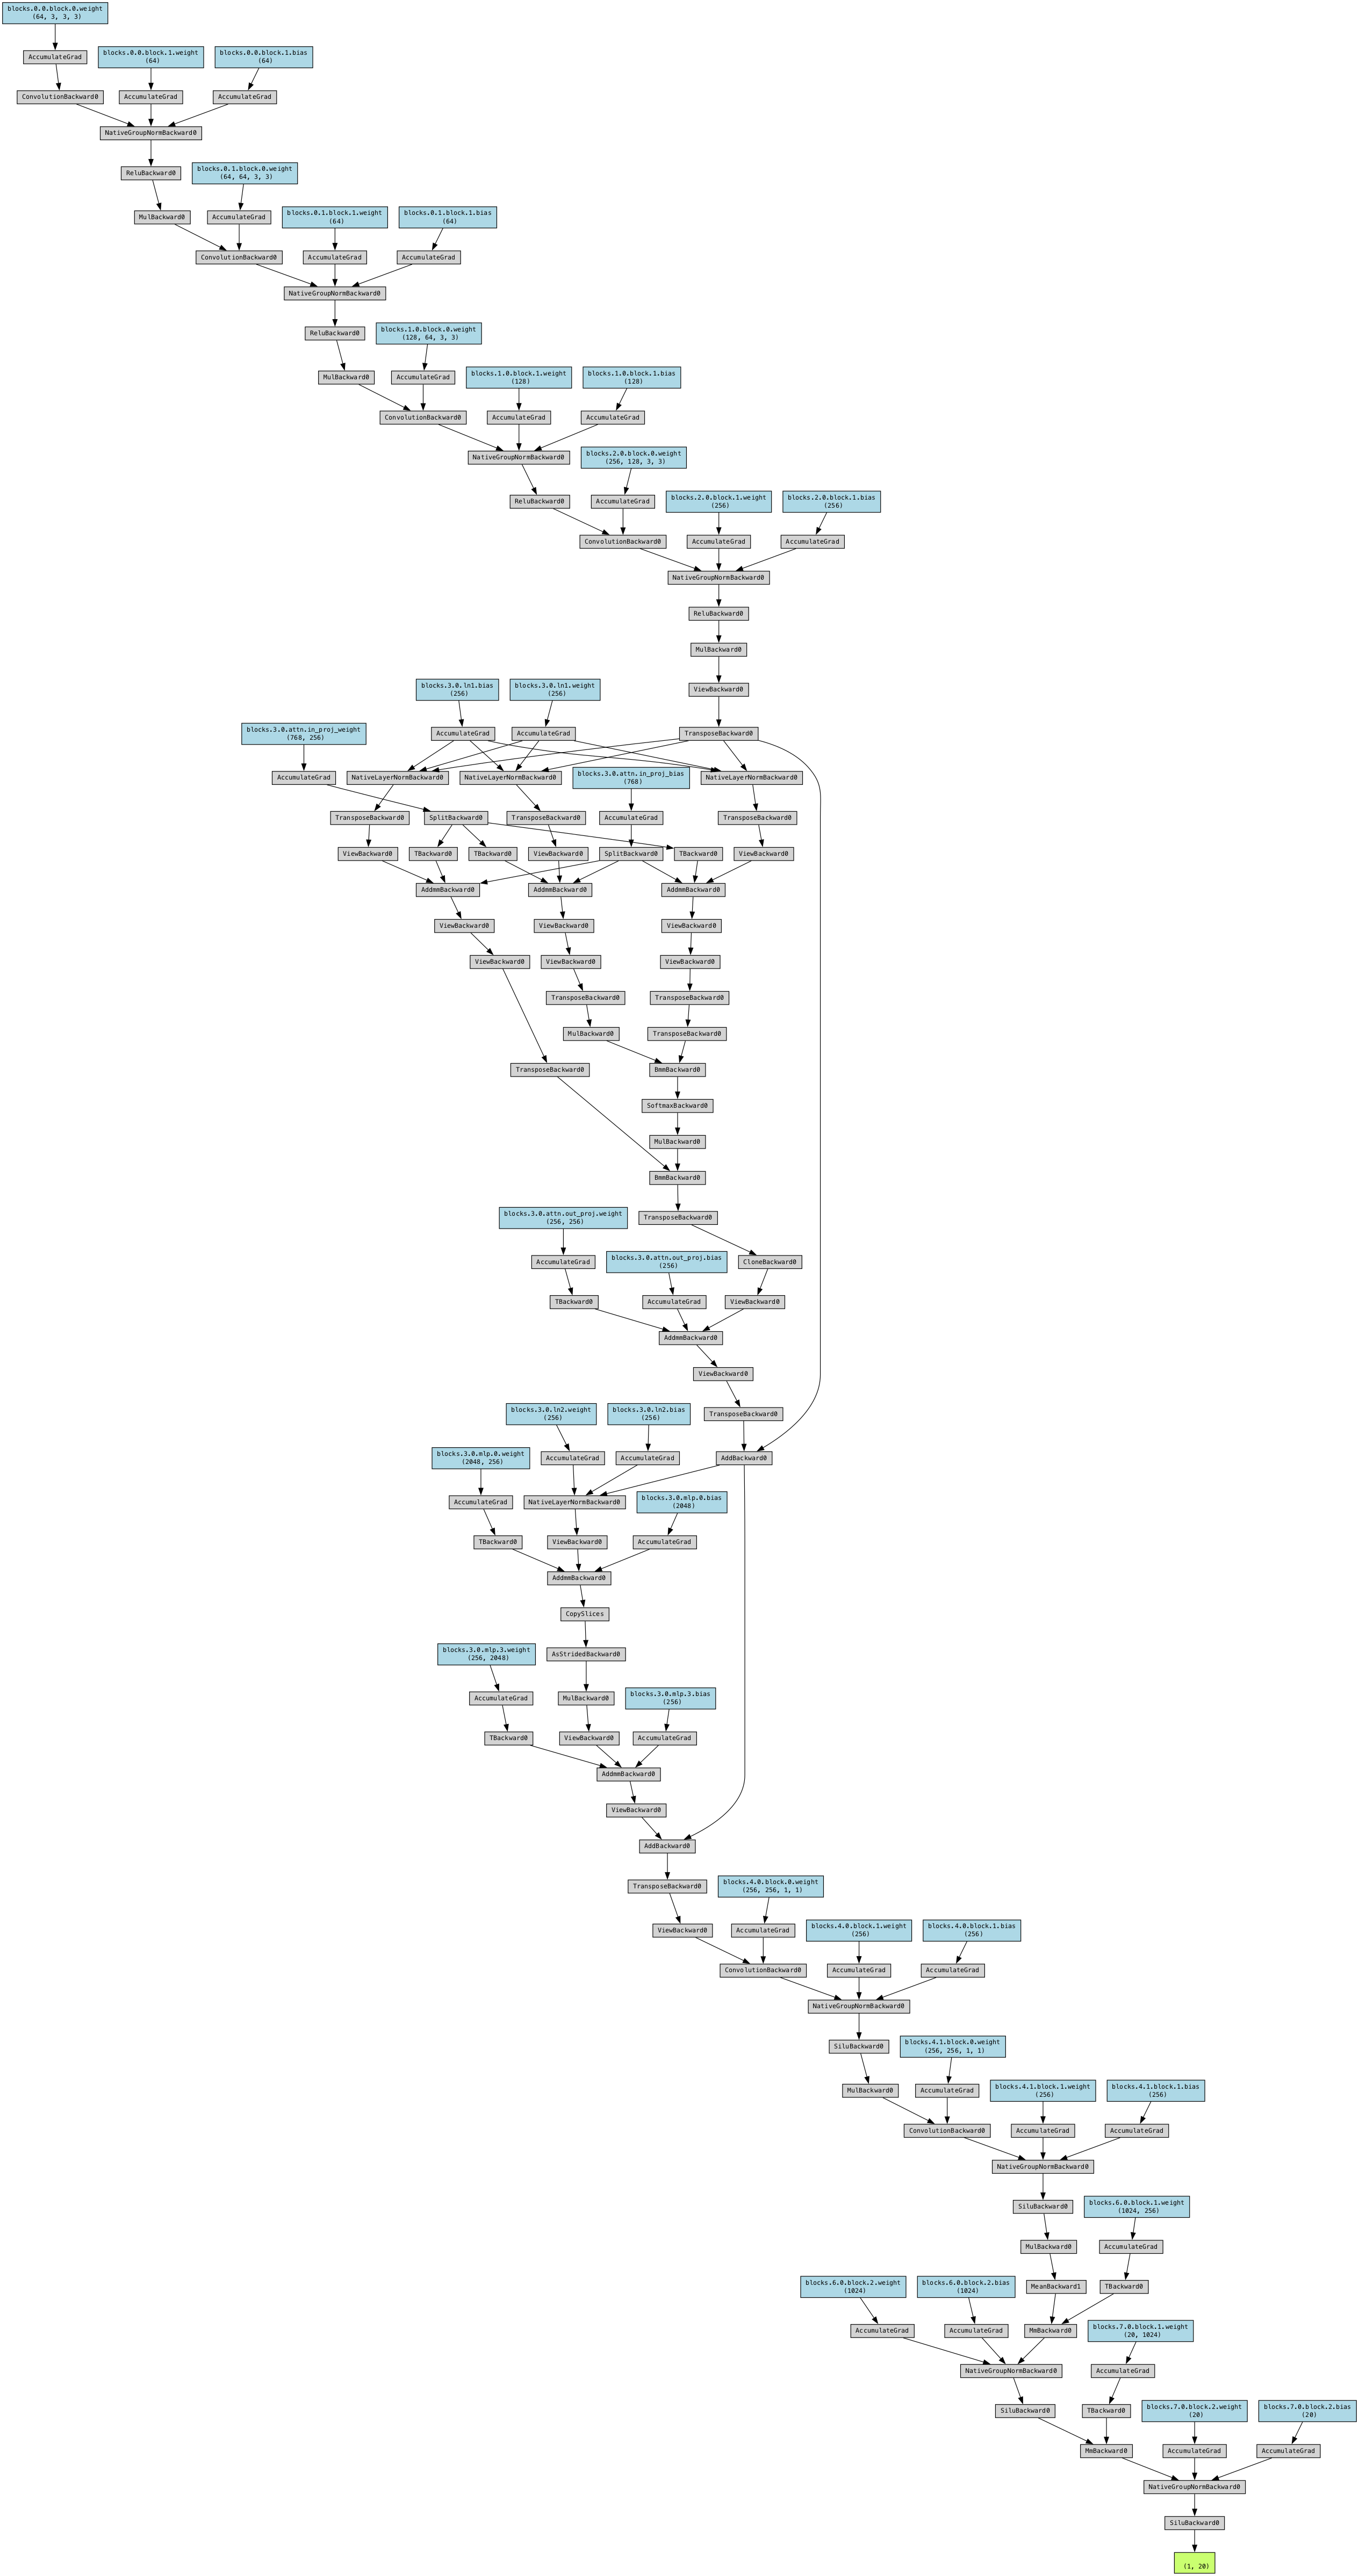 blocks.0.0.block.0.weight
(64, 3, 3, 3)
AccumulateGrad
blocks.0.0.block.1.weight
(64)
blocks.0.0.block.1.bias
(64)
ConvolutionBackward0
AccumulateGrad
AccumulateGrad
NativeGroupNormBackward0
ReluBackward0
blocks.0.1.block.0.weight
(64, 64, 3, 3)
MulBackward0
AccumulateGrad
blocks.0.1.block.1.weight
(64)
blocks.0.1.block.1.bias
(64)
ConvolutionBackward0
AccumulateGrad
AccumulateGrad
NativeGroupNormBackward0
ReluBackward0
blocks.1.0.block.0.weight
(128, 64, 3, 3)
MulBackward0
AccumulateGrad
blocks.1.0.block.1.weight
(128)
blocks.1.0.block.1.bias
(128)
ConvolutionBackward0
AccumulateGrad
AccumulateGrad
NativeGroupNormBackward0
blocks.2.0.block.0.weight
(256, 128, 3, 3)
ReluBackward0
AccumulateGrad
blocks.2.0.block.1.weight
(256)
blocks.2.0.block.1.bias
(256)
ConvolutionBackward0
AccumulateGrad
AccumulateGrad
NativeGroupNormBackward0
ReluBackward0
MulBackward0
ViewBackward0
blocks.3.0.ln1.bias
(256)
blocks.3.0.ln1.weight
(256)
blocks.3.0.attn.in_proj_weight
(768, 256)
AccumulateGrad
AccumulateGrad
TransposeBackward0
AccumulateGrad
NativeLayerNormBackward0
NativeLayerNormBackward0
blocks.3.0.attn.in_proj_bias
(768)
NativeLayerNormBackward0
TransposeBackward0
SplitBackward0
TransposeBackward0
AccumulateGrad
TransposeBackward0
ViewBackward0
TBackward0
TBackward0
ViewBackward0
SplitBackward0
TBackward0
ViewBackward0
AddmmBackward0
AddmmBackward0
AddmmBackward0
ViewBackward0
ViewBackward0
ViewBackward0
ViewBackward0
ViewBackward0
ViewBackward0
TransposeBackward0
TransposeBackward0
MulBackward0
TransposeBackward0
TransposeBackward0
BmmBackward0
SoftmaxBackward0
MulBackward0
BmmBackward0
blocks.3.0.attn.out_proj.weight
(256, 256)
TransposeBackward0
AccumulateGrad
blocks.3.0.attn.out_proj.bias
(256)
CloneBackward0
TBackward0
AccumulateGrad
ViewBackward0
AddmmBackward0
ViewBackward0
blocks.3.0.ln2.weight
(256)
blocks.3.0.ln2.bias
(256)
TransposeBackward0
blocks.3.0.mlp.0.weight
(2048, 256)
AccumulateGrad
AccumulateGrad
AddBackward0
AccumulateGrad
NativeLayerNormBackward0
blocks.3.0.mlp.0.bias
(2048)
TBackward0
ViewBackward0
AccumulateGrad
AddmmBackward0
CopySlices
blocks.3.0.mlp.3.weight
(256, 2048)
AsStridedBackward0
AccumulateGrad
MulBackward0
blocks.3.0.mlp.3.bias
(256)
TBackward0
ViewBackward0
AccumulateGrad
AddmmBackward0
ViewBackward0
AddBackward0
TransposeBackward0
blocks.4.0.block.0.weight
(256, 256, 1, 1)
ViewBackward0
AccumulateGrad
blocks.4.0.block.1.weight
(256)
blocks.4.0.block.1.bias
(256)
ConvolutionBackward0
AccumulateGrad
AccumulateGrad
NativeGroupNormBackward0
SiluBackward0
blocks.4.1.block.0.weight
(256, 256, 1, 1)
MulBackward0
AccumulateGrad
blocks.4.1.block.1.weight
(256)
blocks.4.1.block.1.bias
(256)
ConvolutionBackward0
AccumulateGrad
AccumulateGrad
NativeGroupNormBackward0
SiluBackward0
blocks.6.0.block.1.weight
(1024, 256)
MulBackward0
AccumulateGrad
blocks.6.0.block.2.weight
(1024)
blocks.6.0.block.2.bias
(1024)
MeanBackward1
TBackward0
AccumulateGrad
AccumulateGrad
MmBackward0
blocks.7.0.block.1.weight
(20, 1024)
NativeGroupNormBackward0
AccumulateGrad
SiluBackward0
TBackward0
blocks.7.0.block.2.weight
(20)
blocks.7.0.block.2.bias
(20)
MmBackward0
AccumulateGrad
AccumulateGrad
NativeGroupNormBackward0
SiluBackward0
(1, 20)